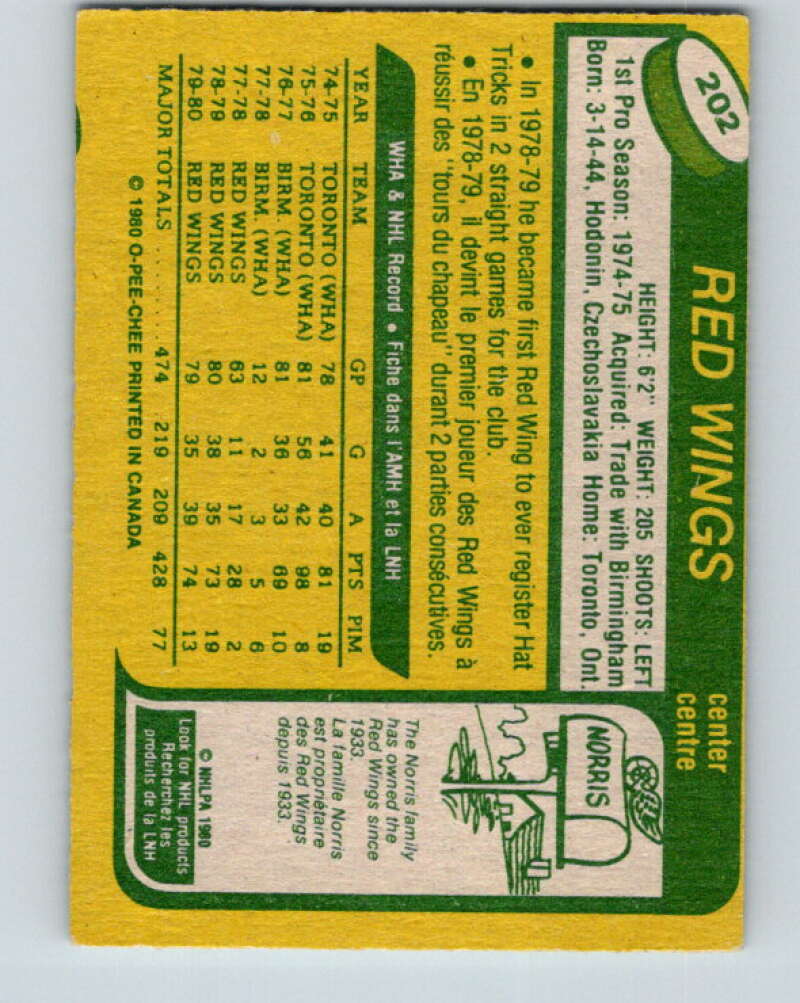 202
RED WINGS
center
centre
HEIGHT: 6'2" WEIGHT: 205 SHOOTS: LEFT
1st Pro Season: 1974-75 Acquired: Trade with Birmingham
Born: 3-14-44, Hodonin, Czechoslavakia Home: Toronto, Ont.
• In 1978-79 he became first Red Wing to ever register Hat
Tricks in 2 straight games for the club.
• En 1978-79, il devint le premier joueur des Red Wings à
réussir des "tours du chapeau" durant 2 parties consécutives.
WHA & NHL Record • Fiche dans l'AMH et la LNH
YEAR TEAM GP G A PTS PIM
74-75 TORONTO (WHA) 78 41 40 81 19
75-76 TORONTO (WHA) 81 56 42 98 8
76-77 BIRM. (WHA) 81 36 33 69 10
77-78 BIRM. (WHA) 12 2 3 5 6
77-78 RED WINGS 63 11 17 28 2
78-79 RED WINGS 80 38 35 73 19
79-80 RED WINGS 79 35 39 74 13
MAJOR TOTALS .......... 474 219 209 428 77
© 1980 O-PEE-CHEE PRINTED IN CANADA
NORRIS
The Norris family
has owned the
Red Wings since
1933.
La famille Norris
est propriétaire
des Red Wings
depuis 1933.
© NHLPA 1980
Look for NHL products
Recherchez les
produits de la LNH